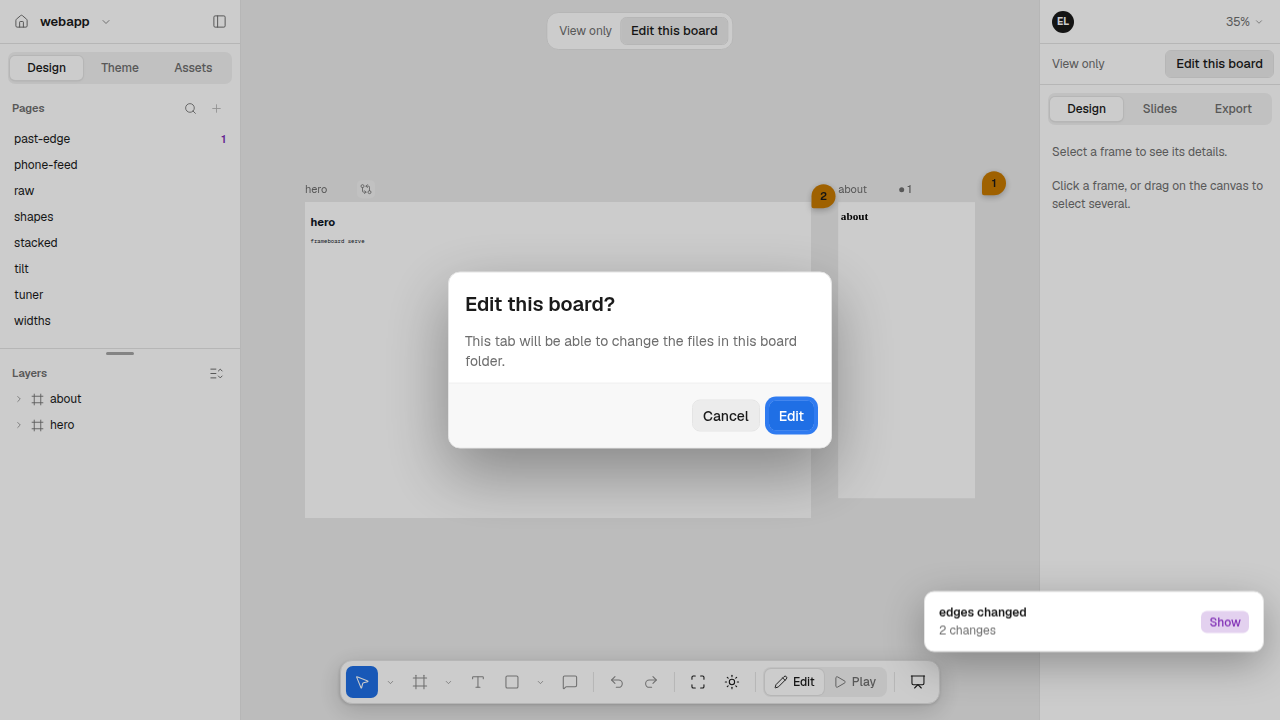 webapp
Design
Theme
Assets
Pages
past-edge
1
phone-feed
raw
shapes
stacked
tilt
tuner
widths
Layers
about
hero
View only
Edit this board
hero
2
about
1
1
hero
frameboard serve
about
Edit this board?
This tab will be able to change the files in this board
folder.
Cancel
Edit
Edit
Play
EL
35%
View only
Edit this board
Design
Slides
Export
Select a frame to see its details.
Click a frame, or drag on the canvas to
select several.
edges changed
2 changes
Show